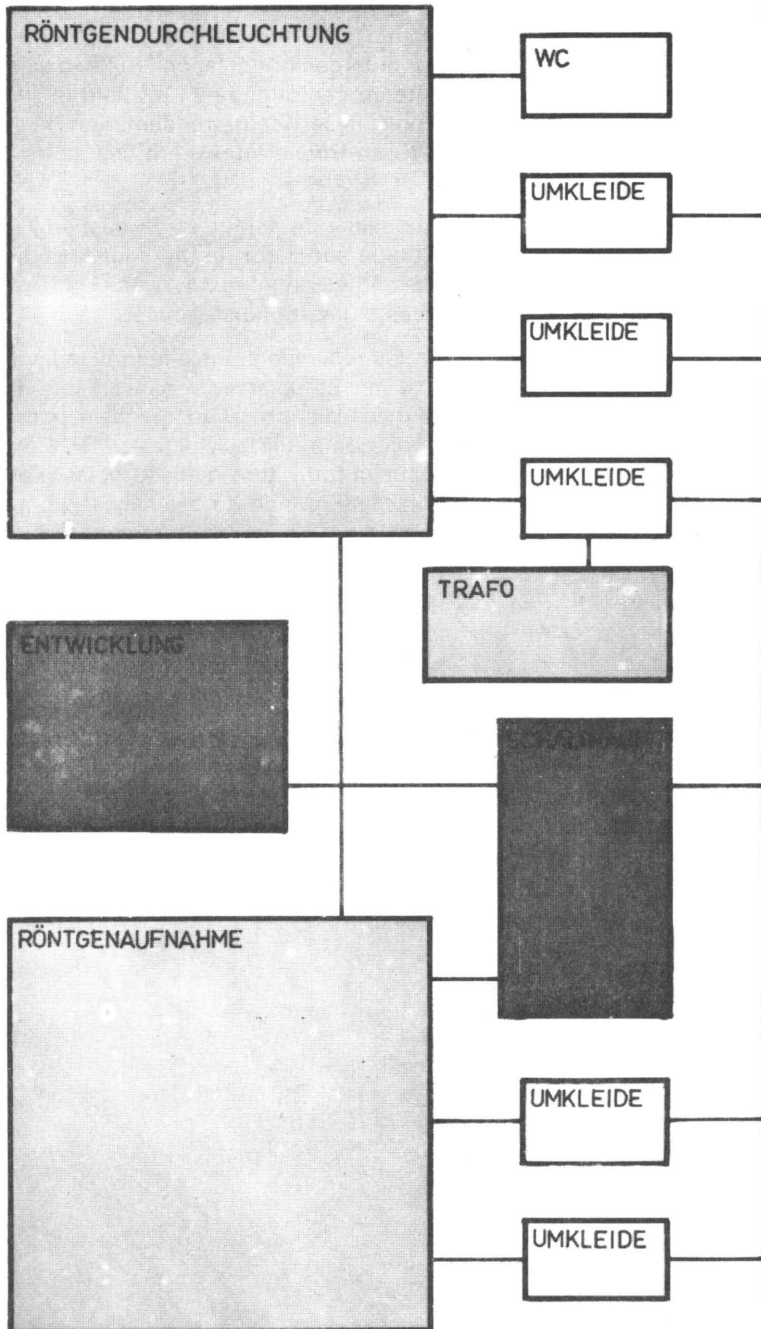 RÖNTGENDURCHLEUCHTUNG
WC
UMKLEIDE
UMKLEIDE
UMKLEIDE
TRAFO
ENTWICKLUNG
RÖNTGENAUFNAHME
UMKLEIDE
UMKLEIDE